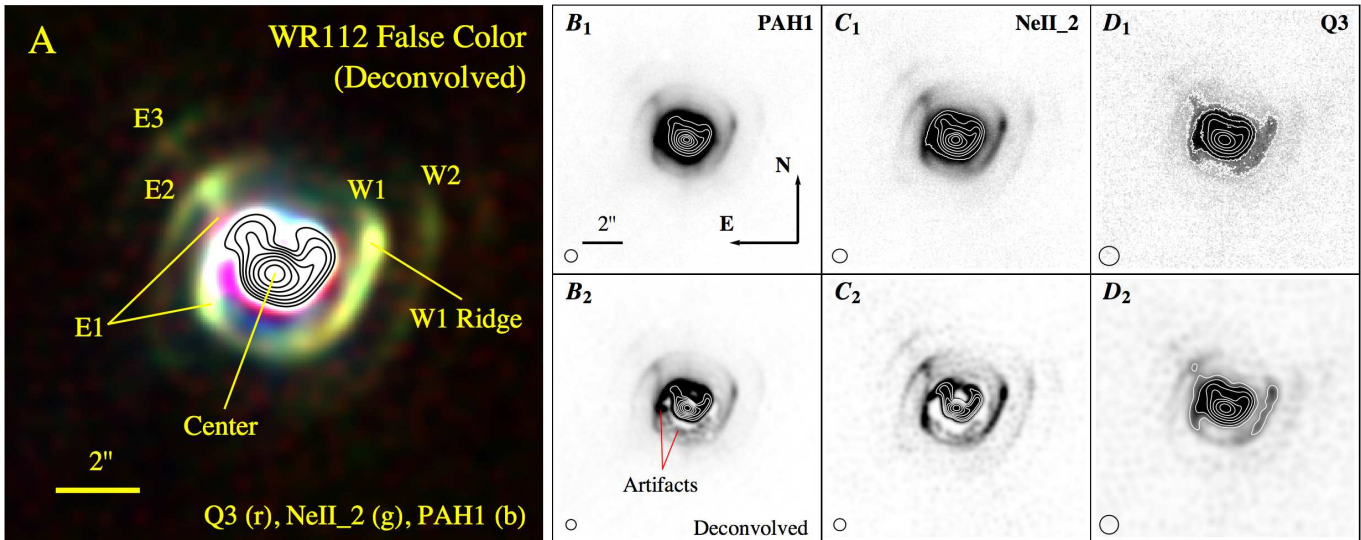 A
WR112 False Color
(Deconvolved)
E3
E2
W1
W2
E1
W1 Ridge
Center
2"
Q3 (r), NeII_2 (g), PAH1 (b)
B1
PAH1
N
E
2"
C1
NeII_2
D1
Q3
B2
Artifacts
Deconvolved
C2
D2